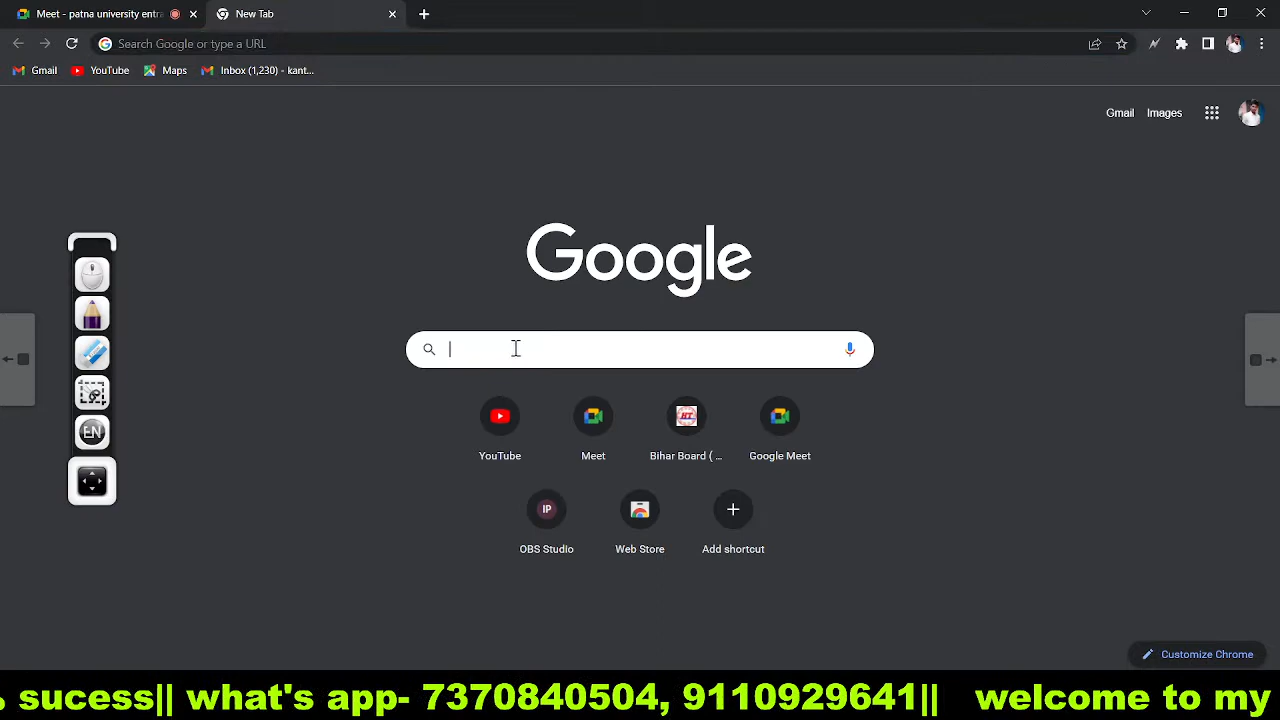 Meet - patna university entra
New Tab
Search Google or type a URL
Gmail
YouTube
Maps
Inbox (1,230) - kant...
Gmail
Images
Google
EN
YouTube
Meet
Bihar Board ( ...
Google Meet
IP
OBS Studio
Web Store
Add shortcut
Customize Chrome
sucess|| what's app- 7370840504, 9110929641|| welcome to my